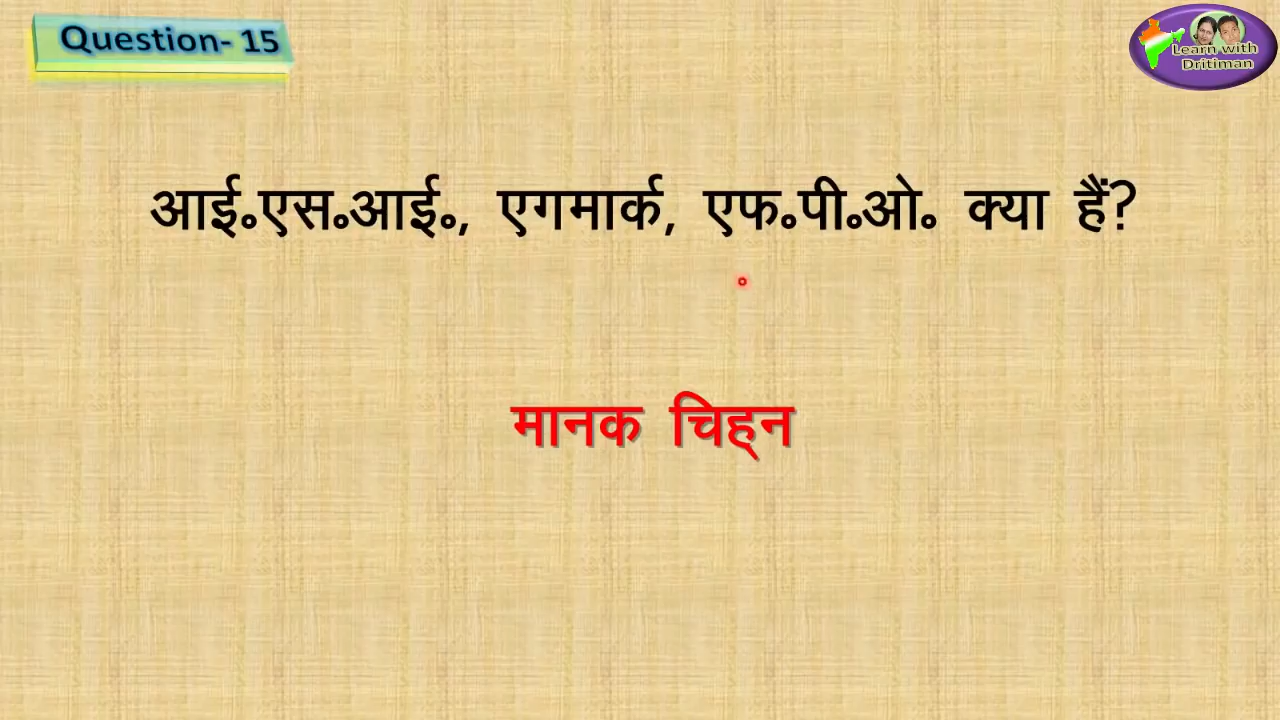 Question- 15
Learn with
Dritiman
आई॰एस॰आई॰, एगमार्क, एफ॰पी॰ओ॰ क्या हैं?
मानक चिह्न